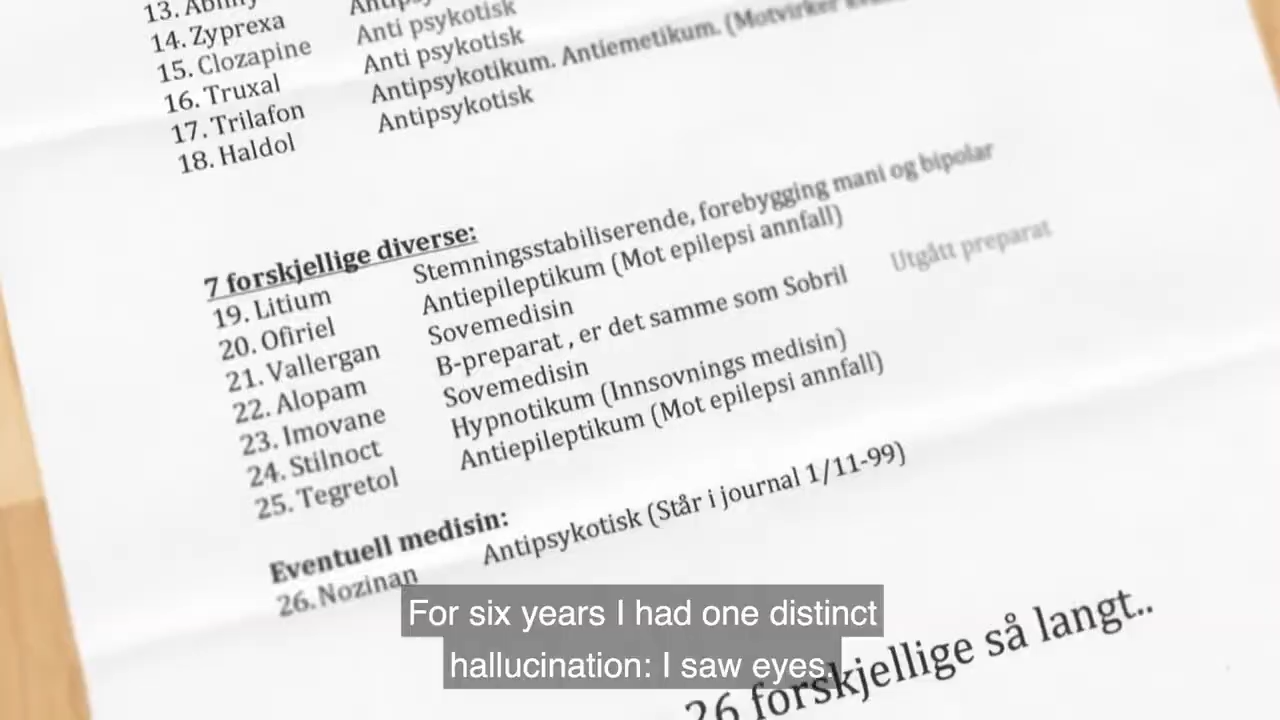 13. Abilify
14. Zyprexa Anti psykotisk
15. Clozapine Anti psykotisk
16. Truxal Antipsykotikum. Antiemetikum. (Motvirker
17. Trilafon Antipsykotisk
18. Haldol
7 forskjellige diverse:
19. Litium Stemningsstabiliserende, forebygging mani og bipolar
20. Ofiriel Antiepileptikum (Mot epilepsi annfall)
21. Vallergan Sovemedisin
22. Alopam B-preparat , er det samme som Sobril Utgått preparat
23. Imovane Sovemedisin
24. Stilnoct Hypnotikum (Innsovnings medisin)
25. Tegretol Antiepileptikum (Mot epilepsi annfall)
Eventuell medisin:
26. Nozinan Antipsykotisk (Står i journal 1/11-99)
26 forskjellige så langt..
For six years I had one distinct
hallucination: I saw eyes.